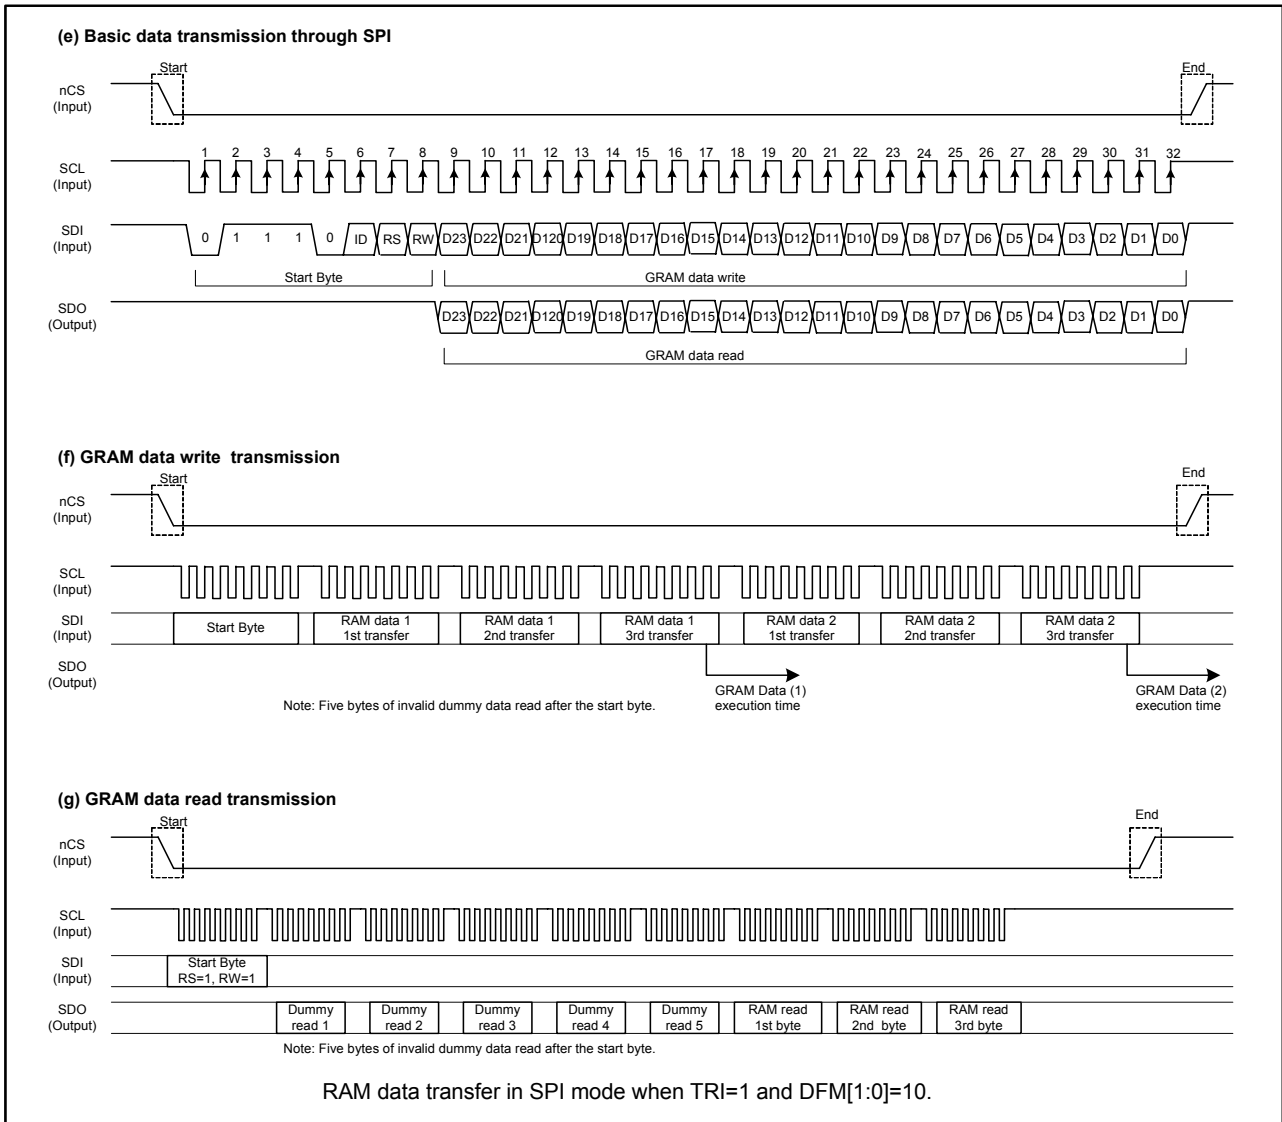 (e) Basic data transmission through SPI
Start
End
nCS
(Input)
1 2 3 4 5 6 7 8 9 10 11 12 13 14 15 16 17 18 19 20 21 22 23 24 25 26 27 28 29 30 31 32
SCL
(Input)
SDI
(Input)
0 1 1 1 0 ID RS RW D23 D22 D21 D120 D19 D18 D17 D16 D15 D14 D13 D12 D11 D10 D9 D8 D7 D6 D5 D4 D3 D2 D1 D0
Start Byte
GRAM data write
SDO
(Output)
D23 D22 D21 D120 D19 D18 D17 D16 D15 D14 D13 D12 D11 D10 D9 D8 D7 D6 D5 D4 D3 D2 D1 D0
GRAM data read
(f) GRAM data write transmission
Start
End
nCS
(Input)
SCL
(Input)
SDI
(Input)
Start Byte
RAM data 1
1st transfer
RAM data 1
2nd transfer
RAM data 1
3rd transfer
RAM data 2
1st transfer
RAM data 2
2nd transfer
RAM data 2
3rd transfer
SDO
(Output)
GRAM Data (1)
execution time
GRAM Data (2)
execution time
Note: Five bytes of invalid dummy data read after the start byte.
(g) GRAM data read transmission
Start
End
nCS
(Input)
SCL
(Input)
SDI
(Input)
Start Byte
RS=1, RW=1
SDO
(Output)
Dummy
read 1
Dummy
read 2
Dummy
read 3
Dummy
read 4
Dummy
read 5
RAM read
1st byte
RAM read
2nd byte
RAM read
3rd byte
Note: Five bytes of invalid dummy data read after the start byte.
RAM data transfer in SPI mode when TRI=1 and DFM[1:0]=10.